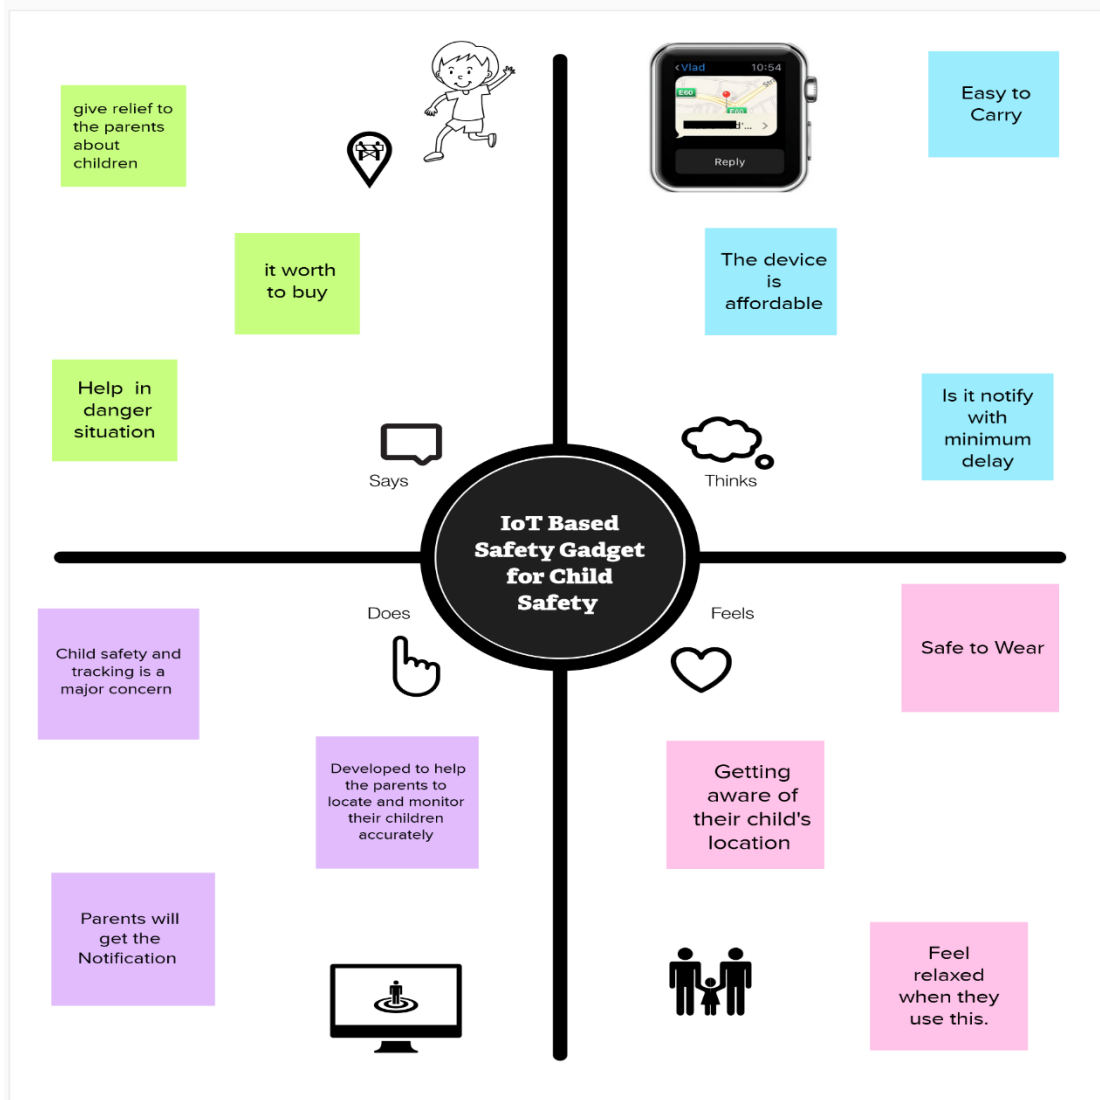 give relief to
the parents
about
children
it worth
to buy
Help in
danger
situation
Says
<Vlad 10:54
E60
E60
Reply
Easy to
Carry
The device
is
affordable
Is it notify
with
minimum
delay
Thinks
IoT Based
Safety Gadget
for Child
Safety
Does
Child safety and
tracking is a
major concern
Developed to help
the parents to
locate and monitor
their children
accurately
Parents will
get the
Notification
Feels
Safe to Wear
Getting
aware of
their child's
location
Feel
relaxed
when they
use this.